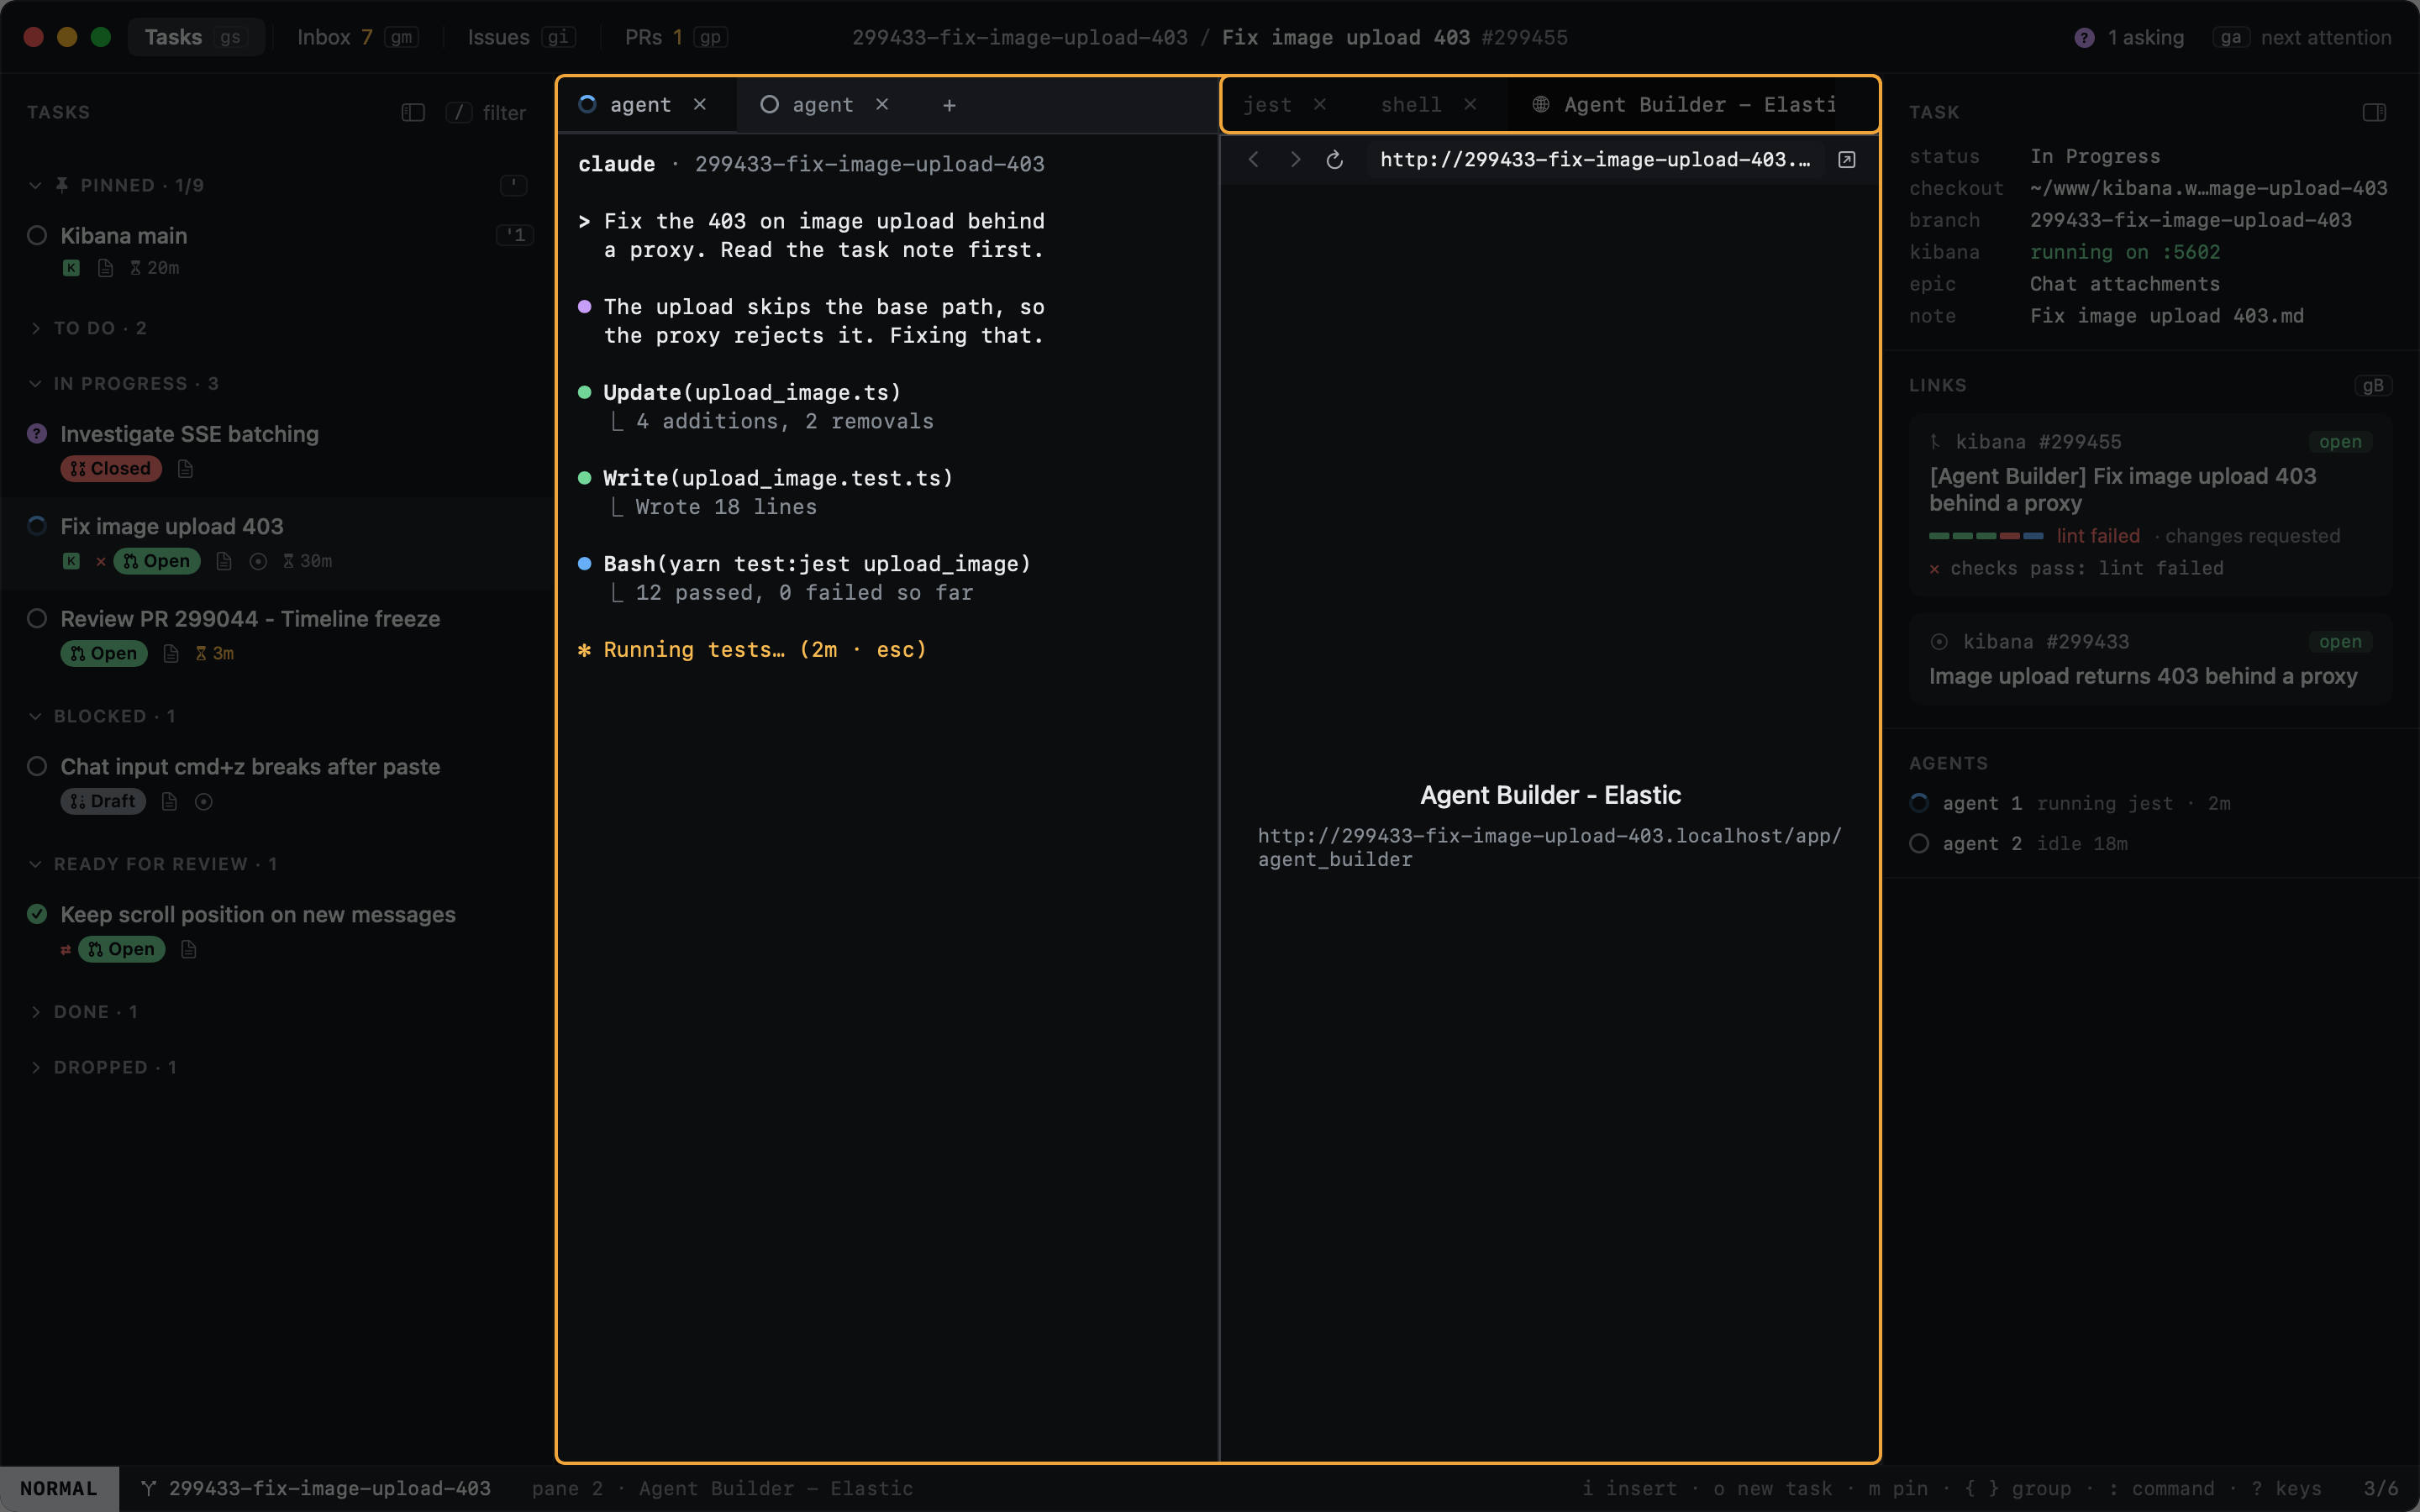 Tasks gs
Inbox 7 gm
Issues gi
PRs 1 gp
299433-fix-image-upload-403 / Fix image upload 403 #299455
? 1 asking
ga next attention
TASKS
/ filter
PINNED · 1/9 '
Kibana main '1
K 20m
TO DO · 2
IN PROGRESS · 3
? Investigate SSE batching
Closed
Fix image upload 403
K × Open 30m
Review PR 299044 - Timeline freeze
Open 3m
BLOCKED · 1
Chat input cmd+z breaks after paste
Draft
READY FOR REVIEW · 1
Keep scroll position on new messages
Open
DONE · 1
DROPPED · 1
agent × agent × +
claude · 299433-fix-image-upload-403
> Fix the 403 on image upload behind
a proxy. Read the task note first.
The upload skips the base path, so
the proxy rejects it. Fixing that.
Update(upload_image.ts)
4 additions, 2 removals
Write(upload_image.test.ts)
Wrote 18 lines
Bash(yarn test:jest upload_image)
12 passed, 0 failed so far
✻ Running tests… (2m · esc)
jest × shell × Agent Builder — Elasti
http://299433-fix-image-upload-403.…
Agent Builder - Elastic
http://299433-fix-image-upload-403.localhost/app/
agent_builder
TASK
status In Progress
checkout ~/www/kibana.w…mage-upload-403
branch 299433-fix-image-upload-403
kibana running on :5602
epic Chat attachments
note Fix image upload 403.md
LINKS gB
kibana #299455 open
[Agent Builder] Fix image upload 403
behind a proxy
lint failed · changes requested
× checks pass: lint failed
kibana #299433 open
Image upload returns 403 behind a proxy
AGENTS
agent 1 running jest · 2m
agent 2 idle 18m
NORMAL 299433-fix-image-upload-403 pane 2 · Agent Builder — Elastic
i insert · o new task · m pin · { } group · : command · ? keys 3/6